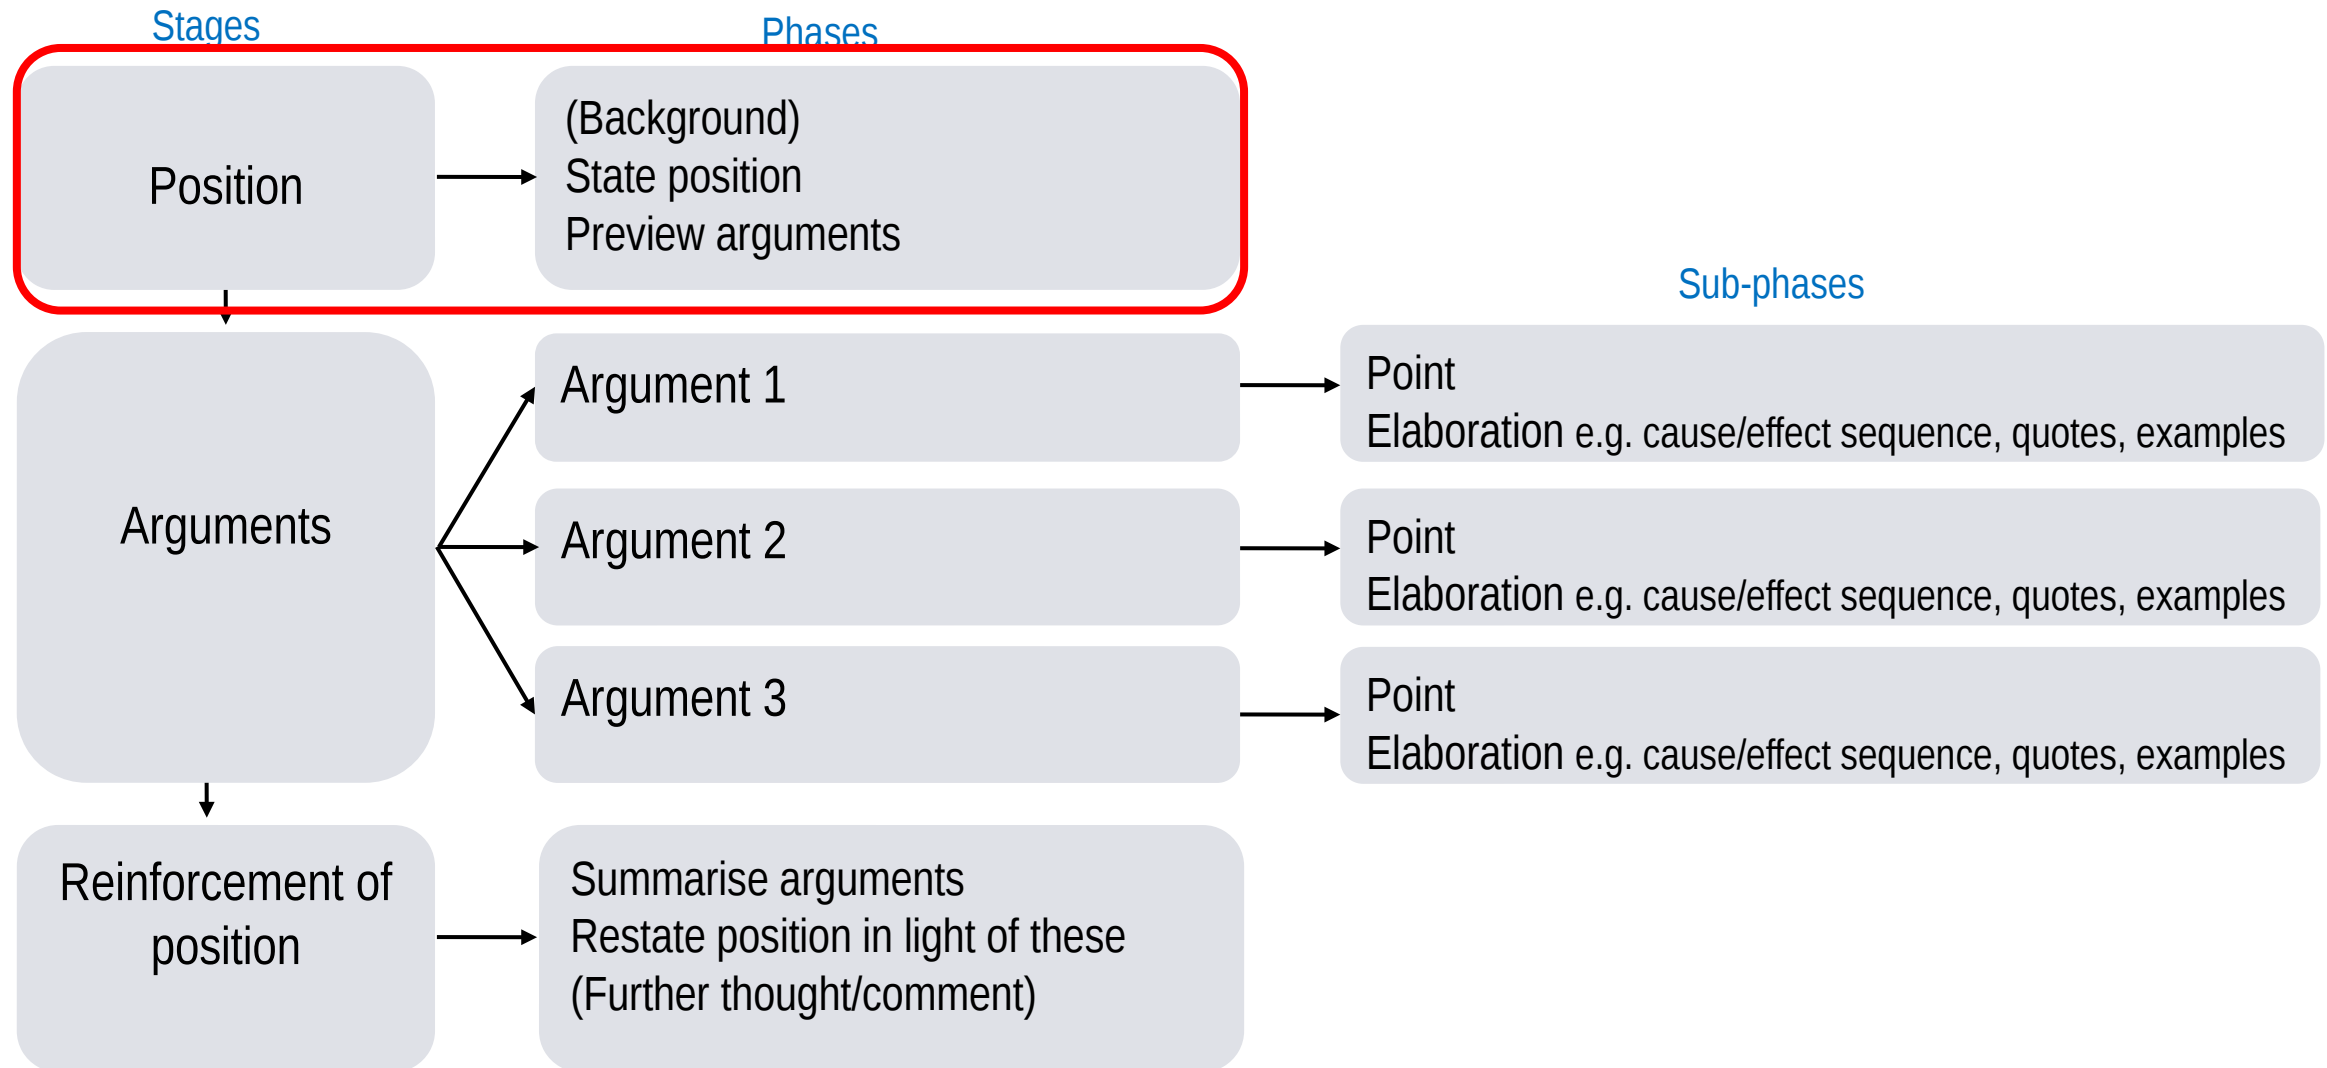 Stages
Phases
Position
(Background)
State position
Preview arguments
Sub-phases
Arguments
Argument 1
Point
Elaboration e.g. cause/effect sequence, quotes, examples
Argument 2
Point
Elaboration e.g. cause/effect sequence, quotes, examples
Argument 3
Point
Elaboration e.g. cause/effect sequence, quotes, examples
Reinforcement of
position
Summarise arguments
Restate position in light of these
(Further thought/comment)